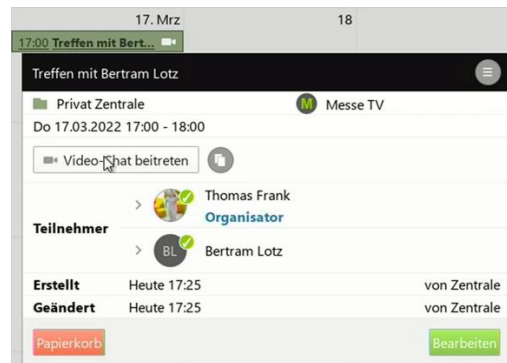 17. Mrz 18
17:00 Treffen mit Bert...
Treffen mit Bertram Lotz
Privat Zentrale M Messe TV
Do 17.03.2022 17:00 - 18:00
Video-Chat beitreten
Thomas Frank
Organisator
Teilnehmer
BL Bertram Lotz
Erstellt Heute 17:25 von Zentrale
Geändert Heute 17:25 von Zentrale
Papierkorb Bearbeiten